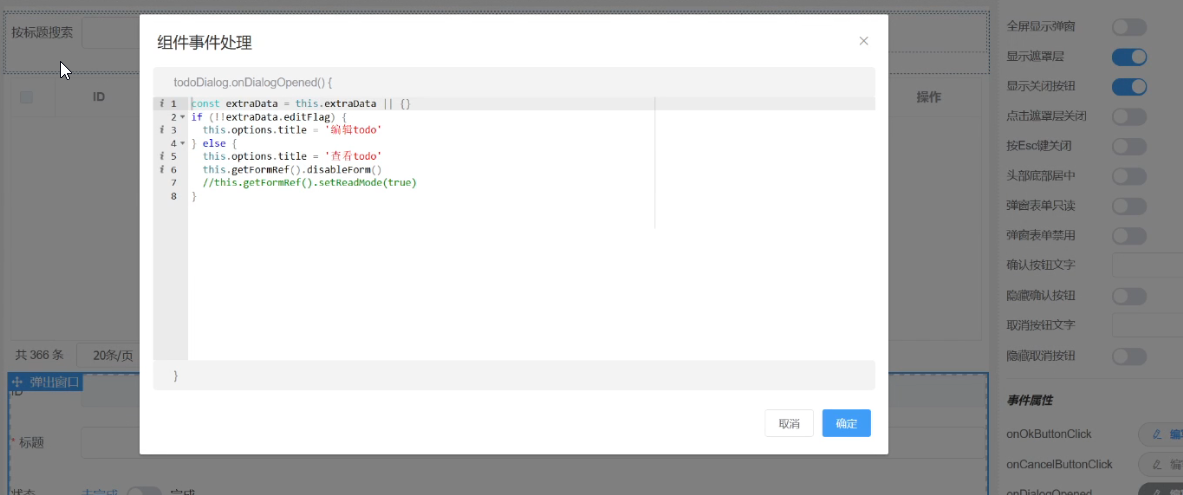 按标题搜索
组件事件处理
全屏显示弹窗
todoDialog.onDialogOpened() {
显示遮罩层
显示关闭按钮
ID
操作
i 1 const extraData = this.extraData || {}
2 if (!!extraData.editFlag) {
i 3 this.options.title = '编辑todo'
4 } else {
i 5 this.options.title = '查看todo'
i 6 this.getFormRef().disableForm()
7 //this.getFormRef().setReadMode(true)
8 }
点击遮罩层关闭
按Esc键关闭
头部底部居中
弹窗表单只读
弹窗表单禁用
确认按钮文字
隐藏确认按钮
取消按钮文字
隐藏取消按钮
共 366 条
20条/页
}
弹出窗口
ID
事件属性
取消
确定
onOkButtonClick
编
* 标题
onCancelButtonClick
编
状态
未完成
完成
onDialogOpened